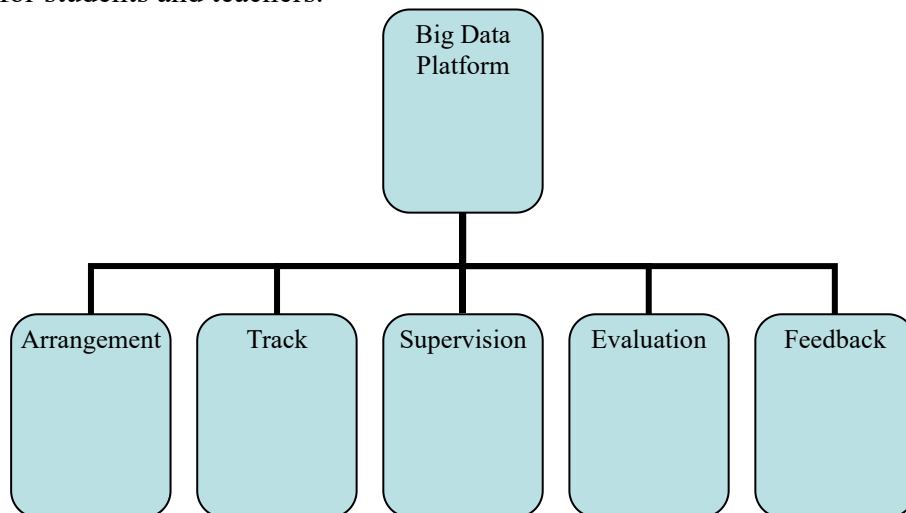 for students and teachers.
Big Data
Platform
Arrangement
Track
Supervision
Evaluation
Feedback